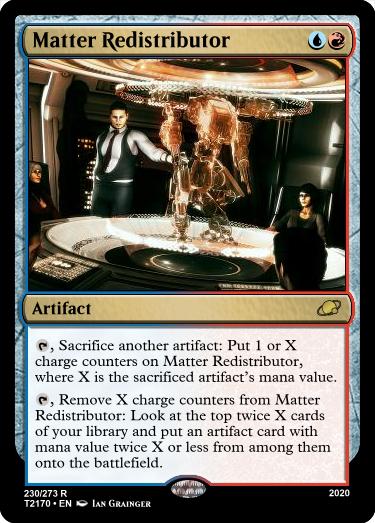 Matter Redistributor
Artifact
, Sacrifice another artifact: Put 1 or X
charge counters on Matter Redistributor,
where X is the sacrificed artifact's mana value.
, Remove X charge counters from Matter
Redistributor: Look at the top twice X cards
of your library and put an artifact card with
mana value twice X or less from among them
onto the battlefield.
230/273 R
2020
T2170 • EN Ian Grainger